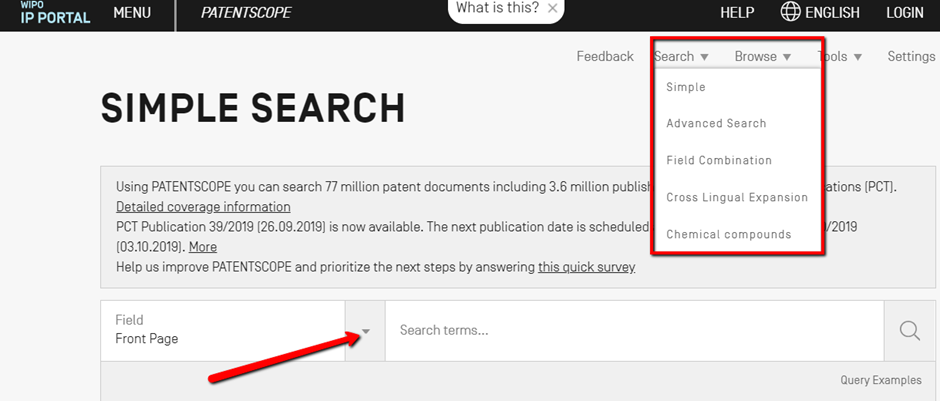 WIPO
IP PORTAL MENU PATENTSCOPE What is this? × HELP ENGLISH LOGIN
Feedback Search Browse Tools Settings
Simple
Advanced Search
Field Combination
Cross Lingual Expansion
Chemical compounds
SIMPLE SEARCH
Using PATENTSCOPE you can search 77 million patent documents including 3.6 million publish ations (PCT).
Detailed coverage information
PCT Publication 39/2019 (26.09.2019) is now available. The next publication date is scheduled /2019
(03.10.2019). More
Help us improve PATENTSCOPE and prioritize the next steps by answering this quick survey
Field
Front Page
Search terms...
Query Examples